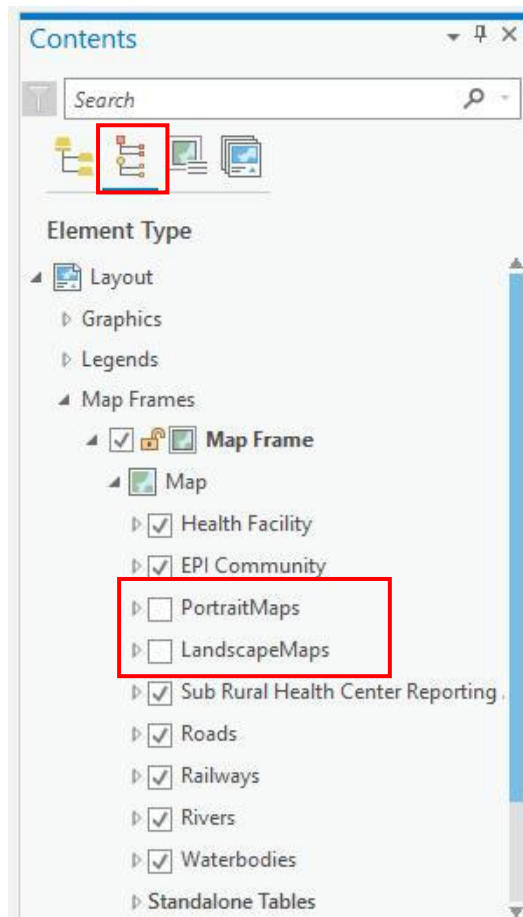 Contents
Search
Element Type
Layout
Graphics
Legends
Map Frames
Map Frame
Map
Health Facility
EPI Community
PortraitMaps
LandscapeMaps
Sub Rural Health Center Reporting
Roads
Railways
Rivers
Waterbodies
Standalone Tables